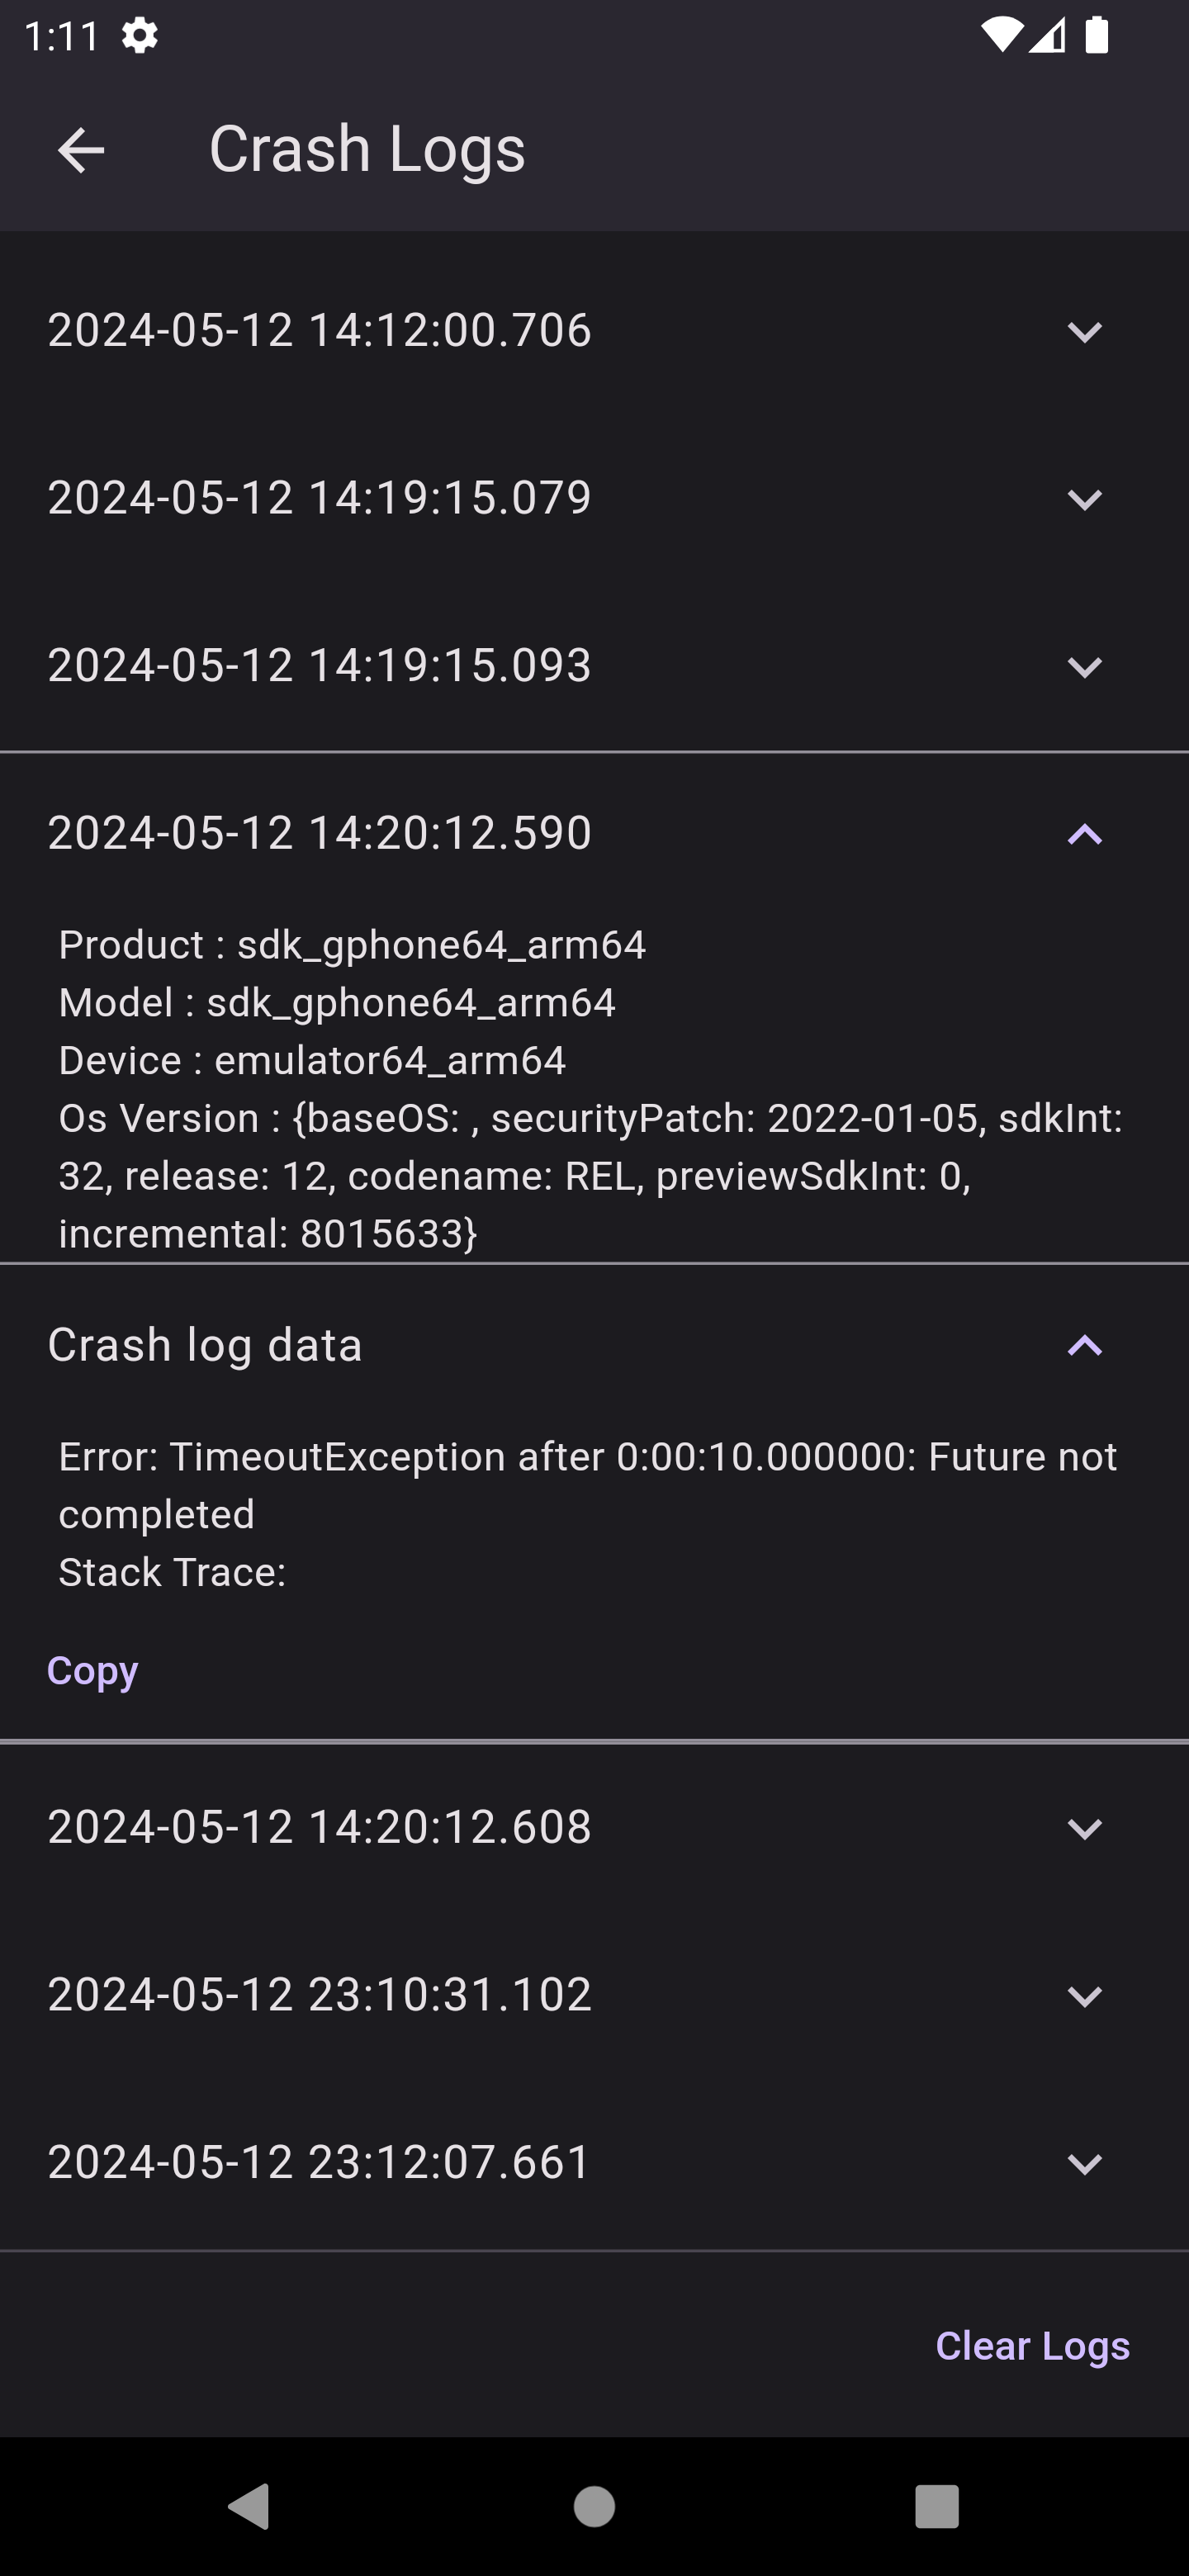 1:11
Crash Logs
2024-05-12 14:12:00.706
2024-05-12 14:19:15.079
2024-05-12 14:19:15.093
2024-05-12 14:20:12.590
Product : sdk_gphone64_arm64
Model : sdk_gphone64_arm64
Device : emulator64_arm64
Os Version : {baseOS: , securityPatch: 2022-01-05, sdkInt:
32, release: 12, codename: REL, previewSdkInt: 0,
incremental: 8015633}
Crash log data
Error: TimeoutException after 0:00:10.000000: Future not
completed
Stack Trace:
Copy
2024-05-12 14:20:12.608
2024-05-12 23:10:31.102
2024-05-12 23:12:07.661
Clear Logs